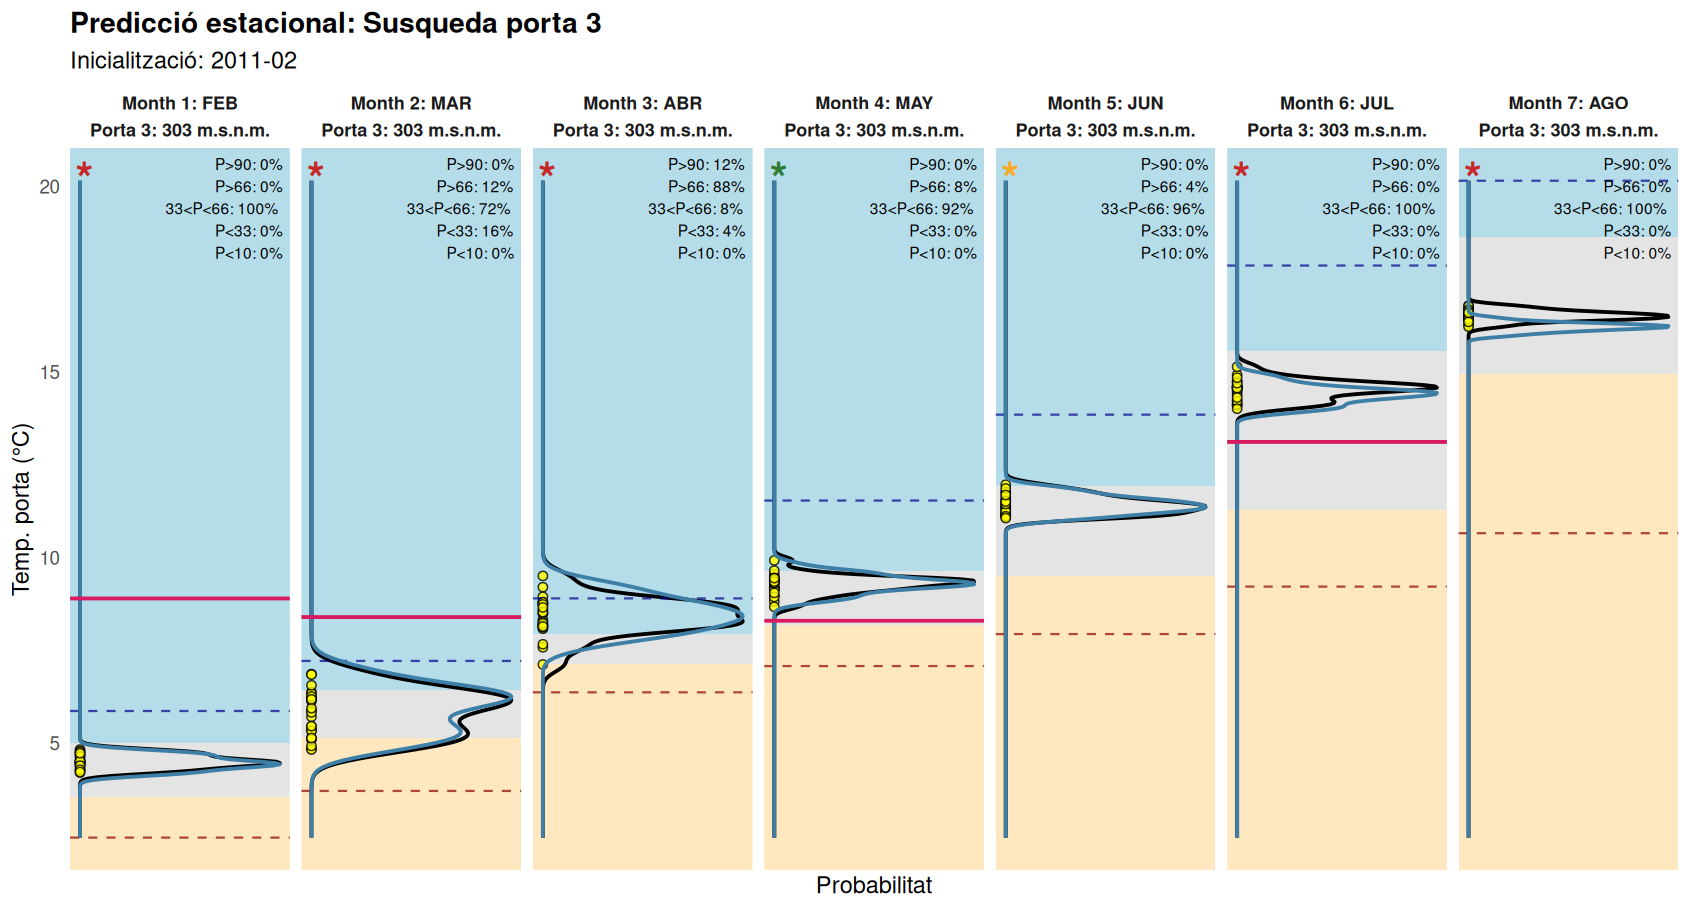 Predicció estacional: Susqueda porta 3
Inicialització: 2011-02
Month 1: FEB
Porta 3: 303 m.s.n.m.
Month 2: MAR
Porta 3: 303 m.s.n.m.
Month 3: ABR
Porta 3: 303 m.s.n.m.
Month 4: MAY
Porta 3: 303 m.s.n.m.
Month 5: JUN
Porta 3: 303 m.s.n.m.
Month 6: JUL
Porta 3: 303 m.s.n.m.
Month 7: AGO
Porta 3: 303 m.s.n.m.
*
P>90: 0%
P>66: 0%
33<P<66: 100%
P<33: 0%
P<10: 0%
*
P>90: 0%
P>66: 12%
33<P<66: 72%
P<33: 16%
P<10: 0%
*
P>90: 12%
P>66: 88%
33<P<66: 8%
P<33: 4%
P<10: 0%
*
P>90: 0%
P>66: 8%
33<P<66: 92%
P<33: 0%
P<10: 0%
*
P>90: 0%
P>66: 4%
33<P<66: 96%
P<33: 0%
P<10: 0%
*
P>90: 0%
P>66: 0%
33<P<66: 100%
P<33: 0%
P<10: 0%
*
P>90: 0%
P>66: 0%
33<P<66: 100%
P<33: 0%
P<10: 0%
20
15
10
5
Temp. porta (°C)
Probabilitat